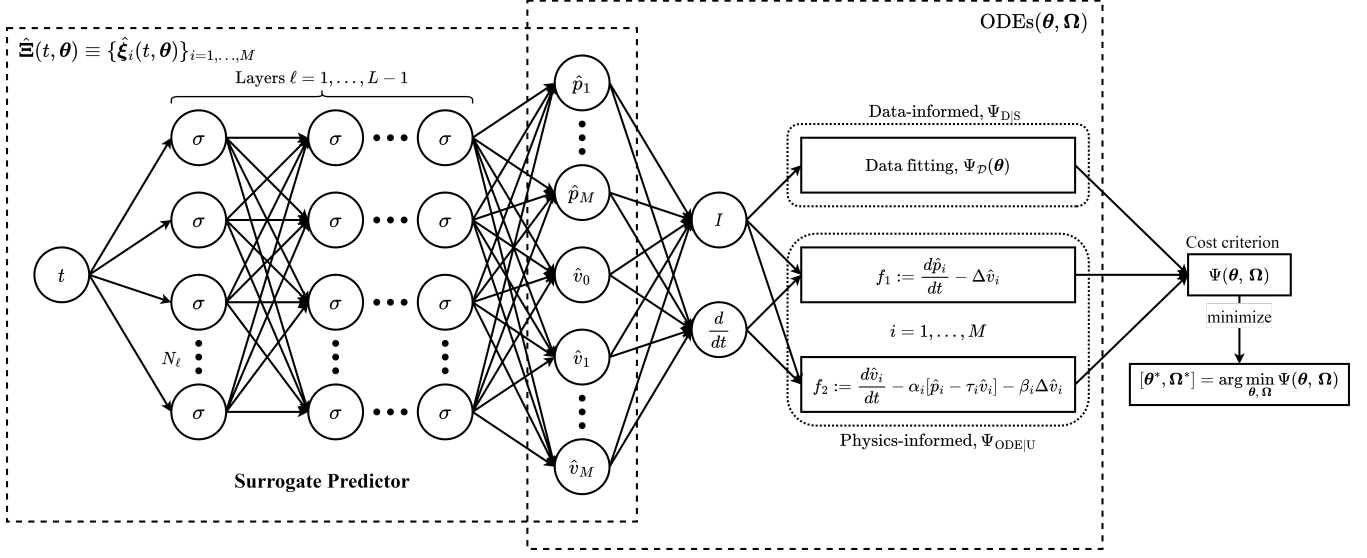 ODEs(θ, Ω)
Ξ̂(t, θ) ≡ {ξ̂ᵢ(t, θ)}ᵢ₌₁,…,M
Layers ℓ = 1, …, L − 1
t
σ σ ••• σ
σ σ ••• σ
σ σ ••• σ
N_ℓ
σ σ ••• σ
Surrogate Predictor
p̂₁
p̂_M
v̂₀
v̂₁
v̂_M
I
d/dt
Data-informed, Ψ_D|S
Data fitting, Ψ_𝒟(θ)
f₁ := dp̂ᵢ/dt − Δv̂ᵢ
i = 1, …, M
f₂ := dv̂ᵢ/dt − αᵢ[p̂ᵢ − τᵢv̂ᵢ] − βᵢΔv̂ᵢ
Physics-informed, Ψ_ODE|U
Cost criterion
Ψ(θ, Ω)
minimize
[θ*, Ω*] = arg min Ψ(θ, Ω)
θ, Ω